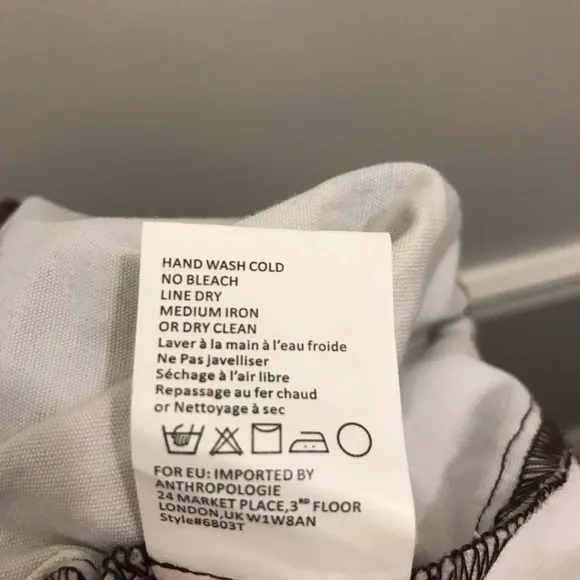 HAND WASH COLD
NO BLEACH
LINE DRY
MEDIUM IRON
OR DRY CLEAN
Laver à la main à l'eau froide
Ne Pas javelliser
Séchage à l'air libre
Repassage au fer chaud
or Nettoyage à sec
FOR EU: IMPORTED BY
ANTHROPOLOGIE
24 MARKET PLACE,3RD FLOOR
LONDON,UK W1W8AN
Style#6803T